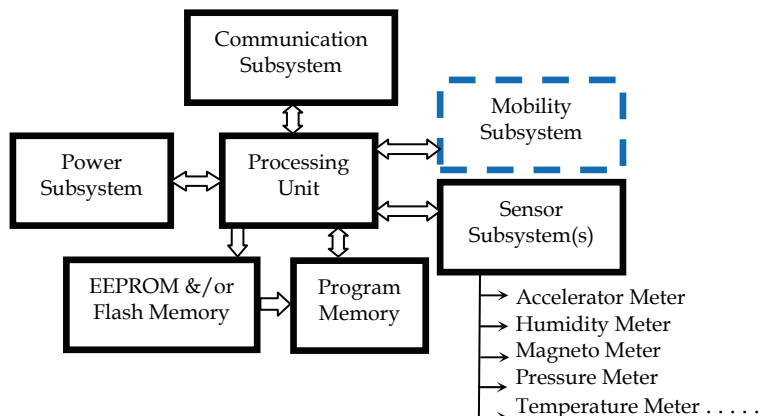 Communication
Subsystem
Mobility
Subsystem
Power
Subsystem
Processing
Unit
Sensor
Subsystem(s)
EEPROM &/or
Flash Memory
Program
Memory
Accelerator Meter
Humidity Meter
Magneto Meter
Pressure Meter
Temperature Meter . . . . .